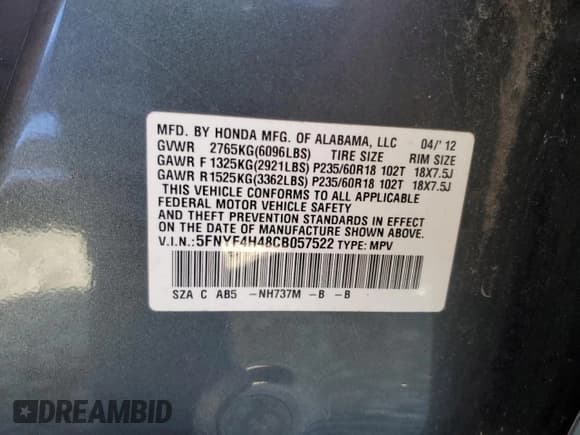 MFD. BY HONDA MFG. OF ALABAMA, LLC 04/'12
GVWR 2765KG(6096LBS) TIRE SIZE RIM SIZE
GAWR F 1325KG(2921LBS) P235/60R18 102T 18X7.5J
GAWR R1525KG(3362LBS) P235/60R18 102T 18X7.5J
THIS VEHICLE CONFORMS TO ALL APPLICABLE
FEDERAL MOTOR VEHICLE SAFETY
AND THEFT PREVENTION STANDARDS IN EFFECT
ON THE DATE OF MANUFACTURE SHOWN ABOVE.
V.I.N.:5FNYF4H48CB057522 TYPE: MPV
SZA C AB5 -NH737M -B -B
DREAMBID